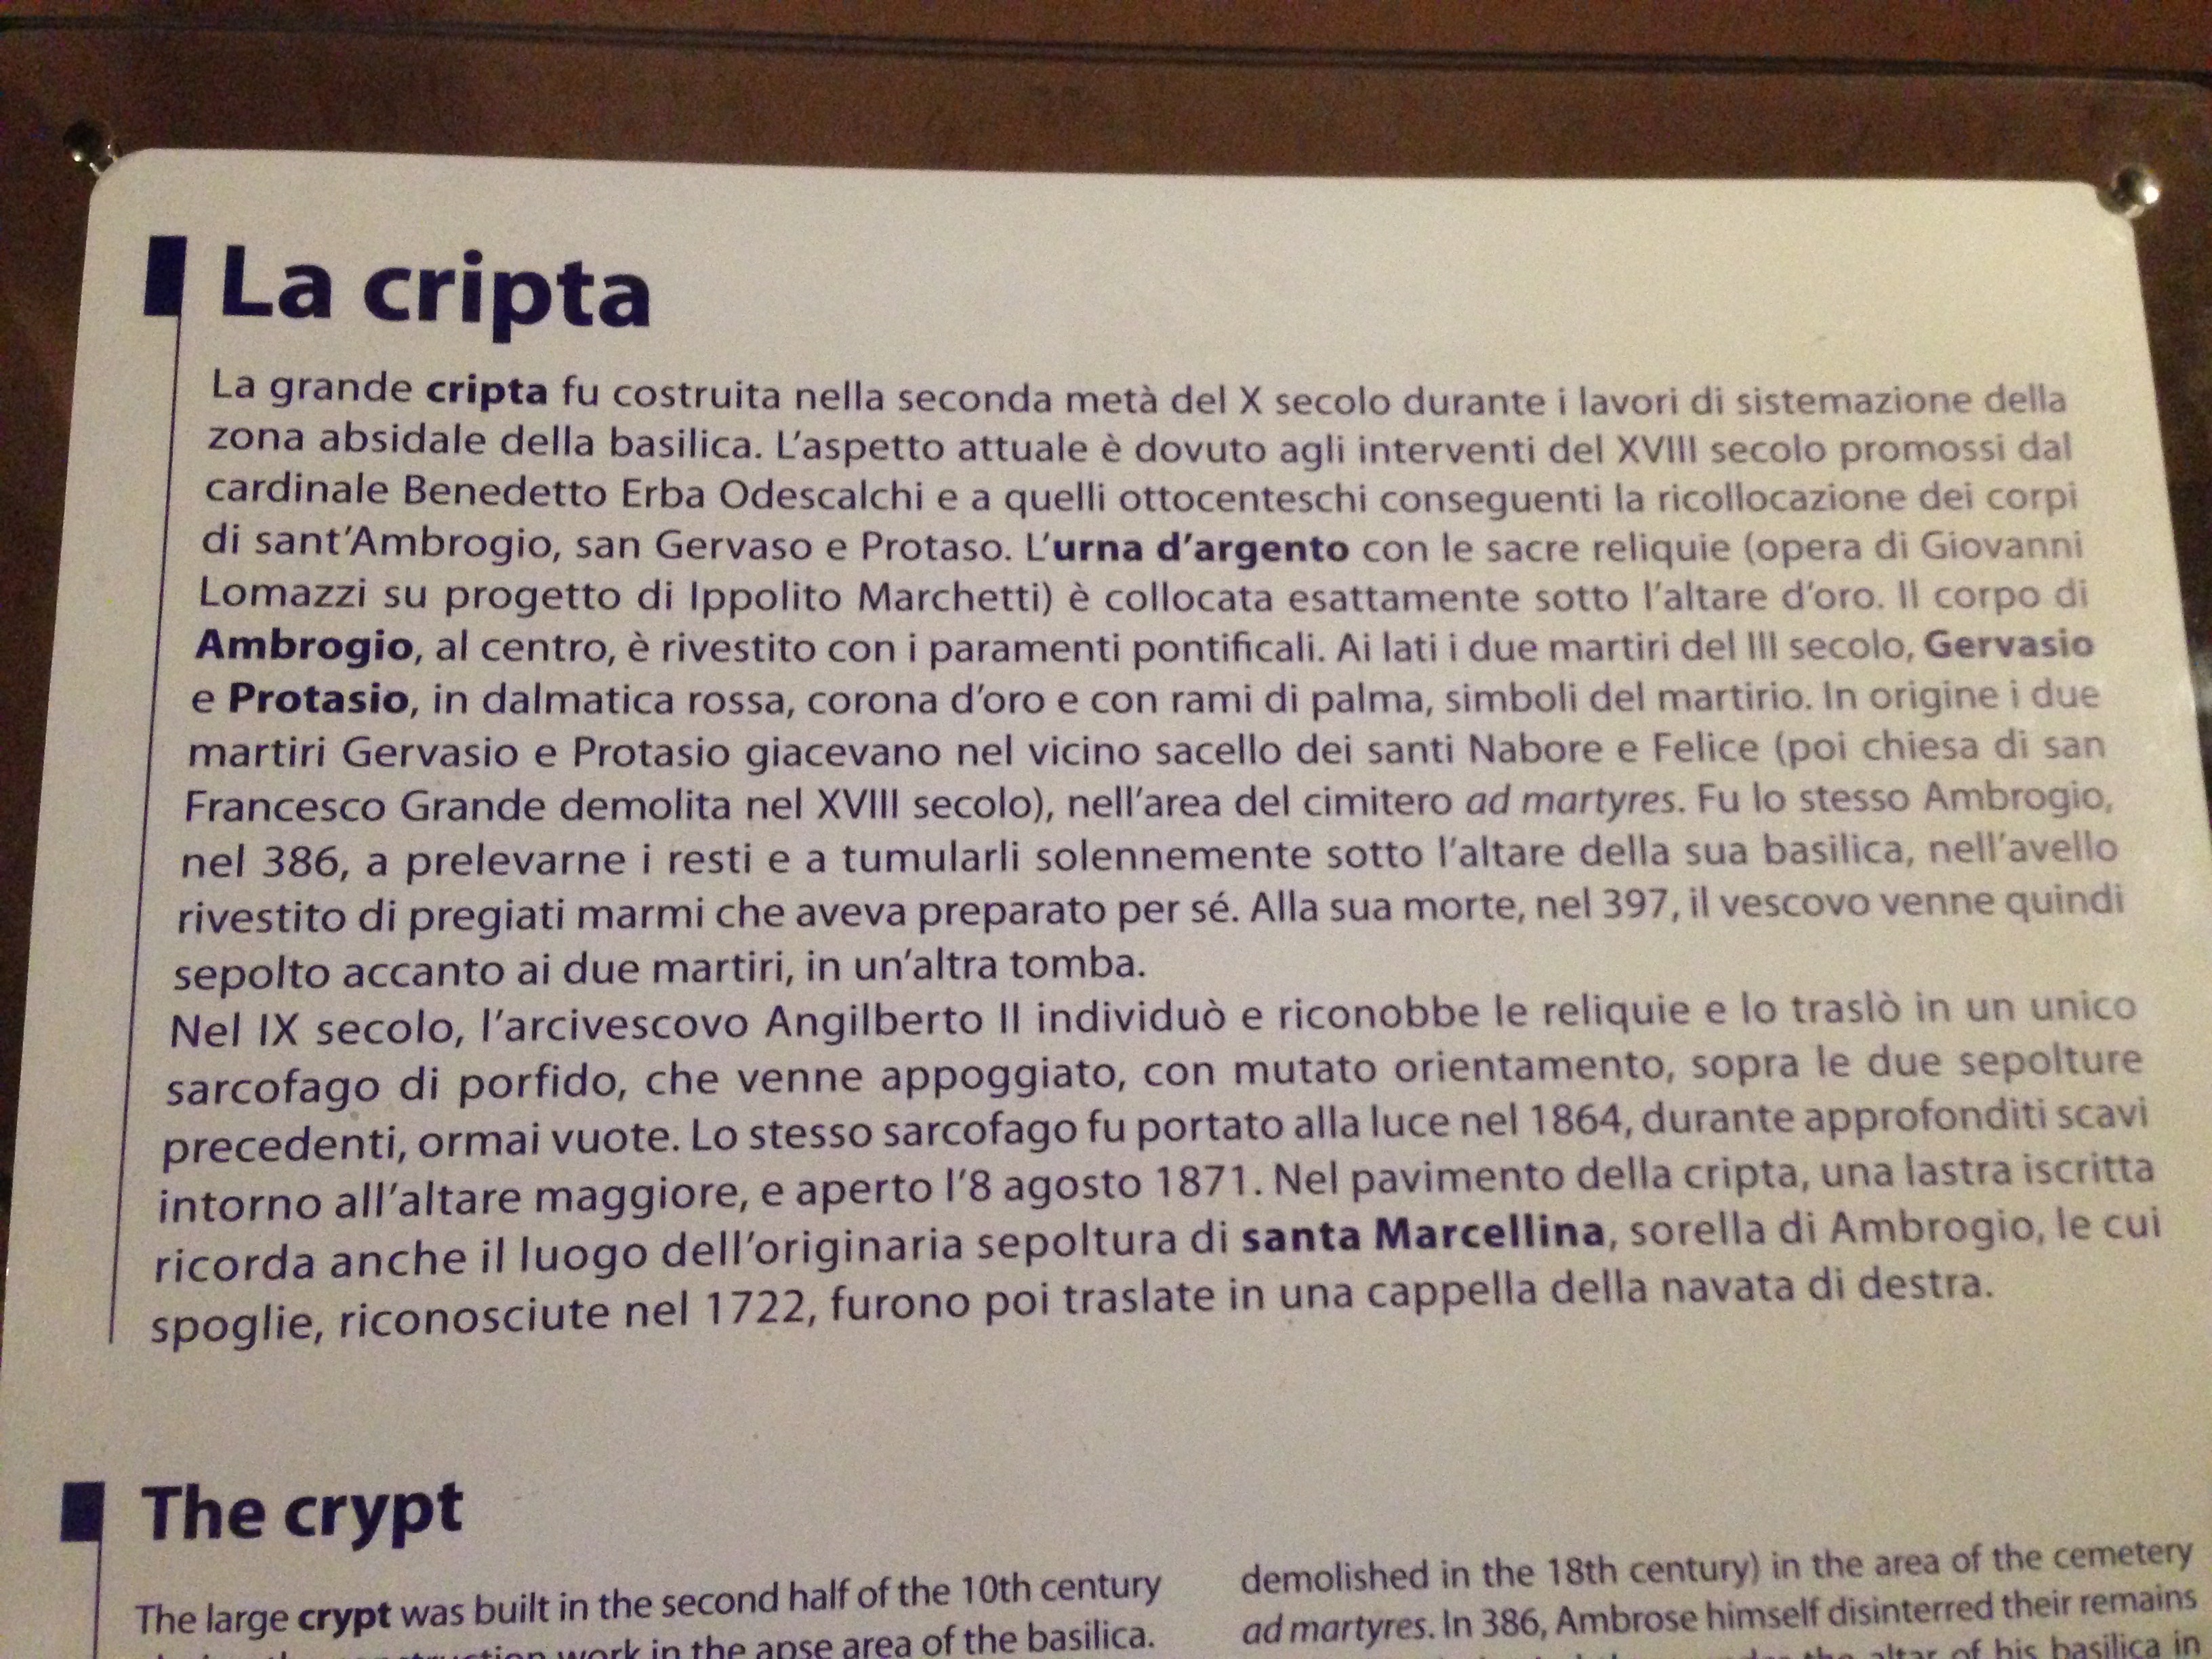 La cripta
La grande cripta fu costruita nella seconda metà del X secolo durante i lavori di sistemazione della
zona absidale della basilica. L'aspetto attuale è dovuto agli interventi del XVIII secolo promossi dal
cardinale Benedetto Erba Odescalchi e a quelli ottocenteschi conseguenti la ricollocazione dei corpi
di sant'Ambrogio, san Gervaso e Protaso. L'urna d'argento con le sacre reliquie (opera di Giovanni
Lomazzi su progetto di Ippolito Marchetti) è collocata esattamente sotto l'altare d'oro. Il corpo di
Ambrogio, al centro, è rivestito con i paramenti pontificali. Ai lati i due martiri del III secolo, Gervasio
e Protasio, in dalmatica rossa, corona d'oro e con rami di palma, simboli del martirio. In origine i due
martiri Gervasio e Protasio giacevano nel vicino sacello dei santi Nabore e Felice (poi chiesa di san
Francesco Grande demolita nel XVIII secolo), nell'area del cimitero ad martyres. Fu lo stesso Ambrogio,
nel 386, a prelevarne i resti e a tumularli solennemente sotto l'altare della sua basilica, nell'avello
rivestito di pregiati marmi che aveva preparato per sé. Alla sua morte, nel 397, il vescovo venne quindi
sepolto accanto ai due martiri, in un'altra tomba.
Nel IX secolo, l'arcivescovo Angilberto II individuò e riconobbe le reliquie e lo traslò in un unico
sarcofago di porfido, che venne appoggiato, con mutato orientamento, sopra le due sepolture
precedenti, ormai vuote. Lo stesso sarcofago fu portato alla luce nel 1864, durante approfonditi scavi
intorno all'altare maggiore, e aperto l'8 agosto 1871. Nel pavimento della cripta, una lastra iscritta
ricorda anche il luogo dell'originaria sepoltura di santa Marcellina, sorella di Ambrogio, le cui
spoglie, riconosciute nel 1722, furono poi traslate in una cappella della navata di destra.
The crypt
The large crypt was built in the second half of the 10th century
work in the apse area of the basilica.
demolished in the 18th century) in the area of the cemetery
ad martyres. In 386, Ambrose himself disinterred their remains
altar of his basilica in